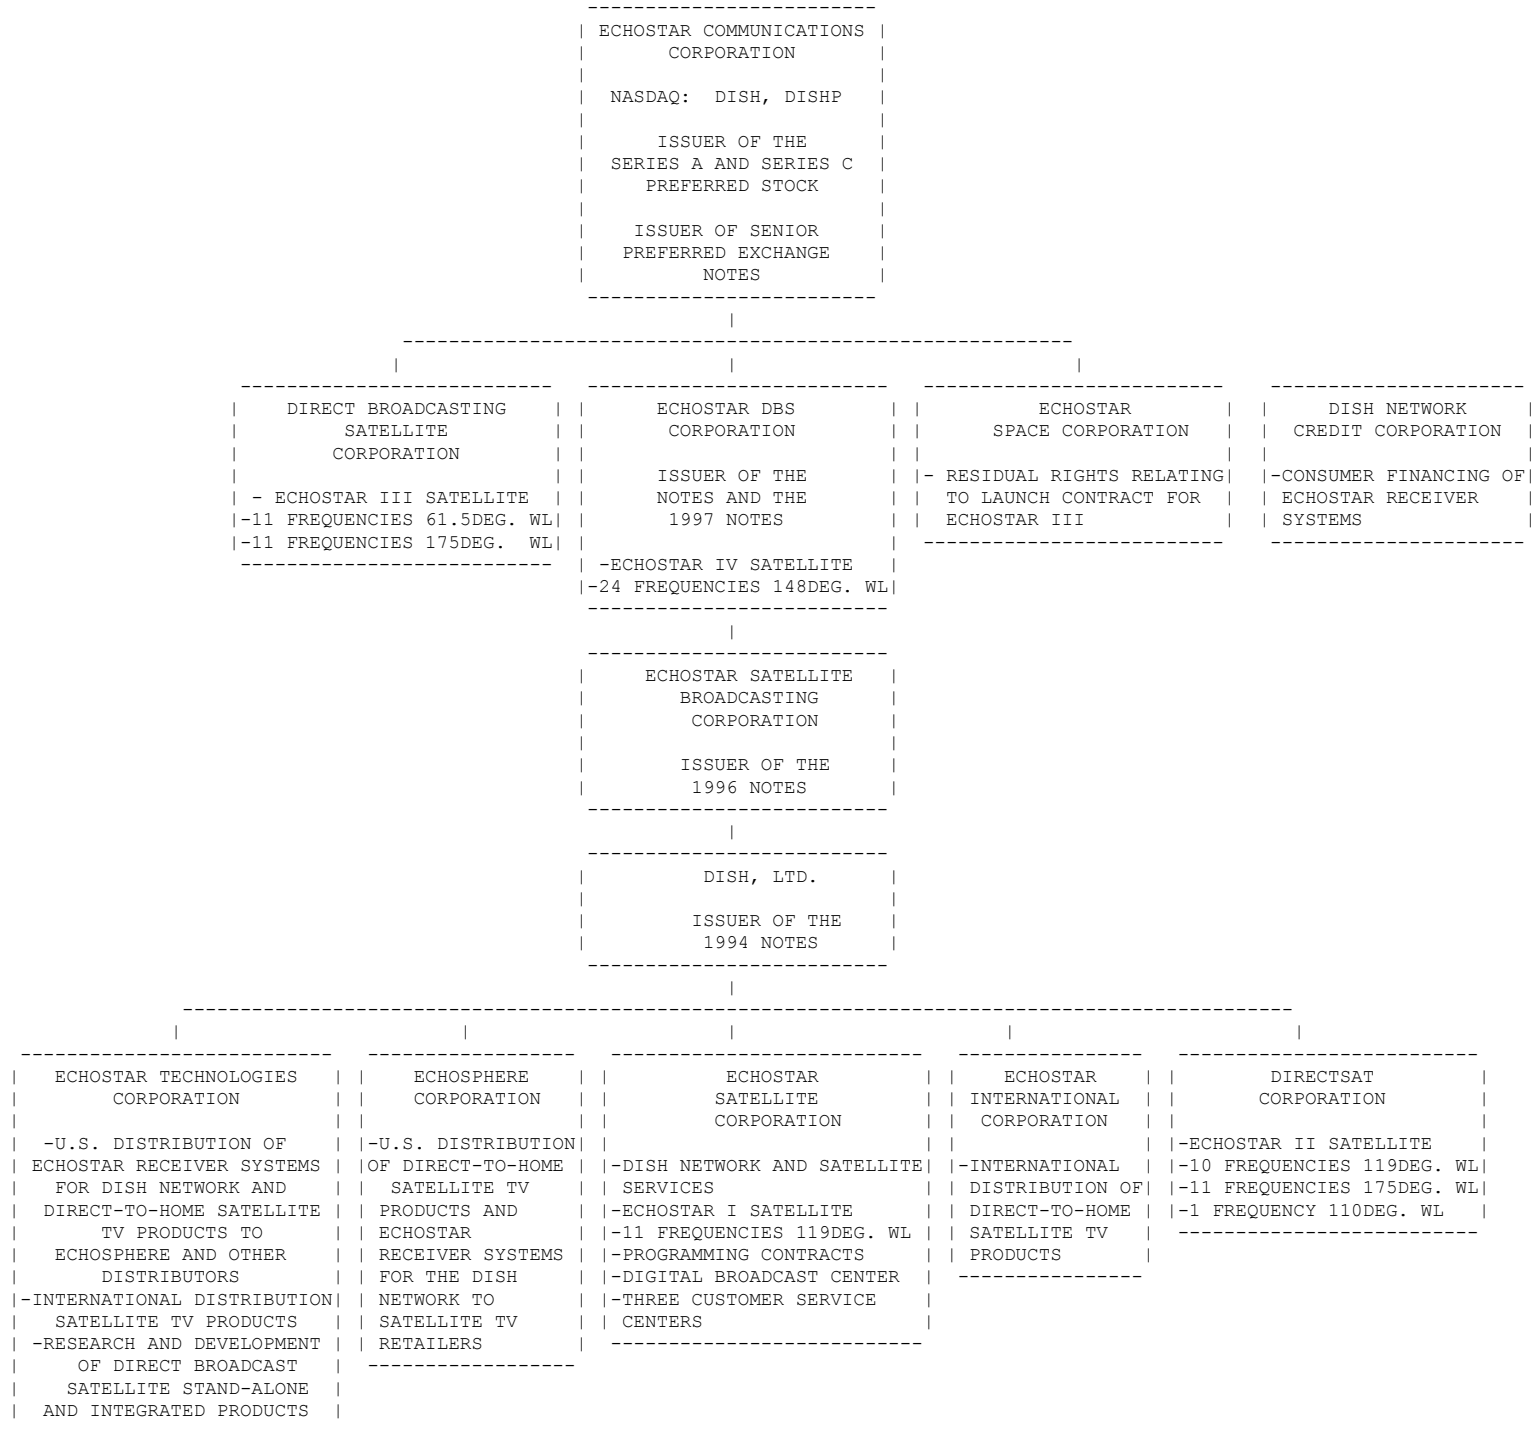 ECHOSTAR COMMUNICATIONS
CORPORATION
NASDAQ: DISH, DISHP
ISSUER OF THE
SERIES A AND SERIES C
PREFERRED STOCK
ISSUER OF SENIOR
PREFERRED EXCHANGE
NOTES
DIRECT BROADCASTING
SATELLITE
CORPORATION
- ECHOSTAR III SATELLITE
-11 FREQUENCIES 61.5DEG. WL
-11 FREQUENCIES 175DEG. WL
ECHOSTAR DBS
CORPORATION
ISSUER OF THE
NOTES AND THE
1997 NOTES
-ECHOSTAR IV SATELLITE
-24 FREQUENCIES 148DEG. WL
ECHOSTAR
SPACE CORPORATION
- RESIDUAL RIGHTS RELATING
TO LAUNCH CONTRACT FOR
ECHOSTAR III
DISH NETWORK
CREDIT CORPORATION
-CONSUMER FINANCING OF
ECHOSTAR RECEIVER
SYSTEMS
ECHOSTAR SATELLITE
BROADCASTING
CORPORATION
ISSUER OF THE
1996 NOTES
DISH, LTD.
ISSUER OF THE
1994 NOTES
ECHOSTAR TECHNOLOGIES
CORPORATION
-U.S. DISTRIBUTION OF
ECHOSTAR RECEIVER SYSTEMS
FOR DISH NETWORK AND
DIRECT-TO-HOME SATELLITE
TV PRODUCTS TO
ECHOSPHERE AND OTHER
DISTRIBUTORS
-INTERNATIONAL DISTRIBUTION
SATELLITE TV PRODUCTS
-RESEARCH AND DEVELOPMENT
OF DIRECT BROADCAST
SATELLITE STAND-ALONE
AND INTEGRATED PRODUCTS
ECHOSPHERE
CORPORATION
-U.S. DISTRIBUTION
OF DIRECT-TO-HOME
SATELLITE TV
PRODUCTS AND
ECHOSTAR
RECEIVER SYSTEMS
FOR THE DISH
NETWORK TO
SATELLITE TV
RETAILERS
ECHOSTAR
SATELLITE
CORPORATION
-DISH NETWORK AND SATELLITE
SERVICES
-ECHOSTAR I SATELLITE
-11 FREQUENCIES 119DEG. WL
-PROGRAMMING CONTRACTS
-DIGITAL BROADCAST CENTER
-THREE CUSTOMER SERVICE
CENTERS
ECHOSTAR
INTERNATIONAL
CORPORATION
-INTERNATIONAL
DISTRIBUTION OF
DIRECT-TO-HOME
SATELLITE TV
PRODUCTS
DIRECTSAT
CORPORATION
-ECHOSTAR II SATELLITE
-10 FREQUENCIES 119DEG. WL
-11 FREQUENCIES 175DEG. WL
-1 FREQUENCY 110DEG. WL